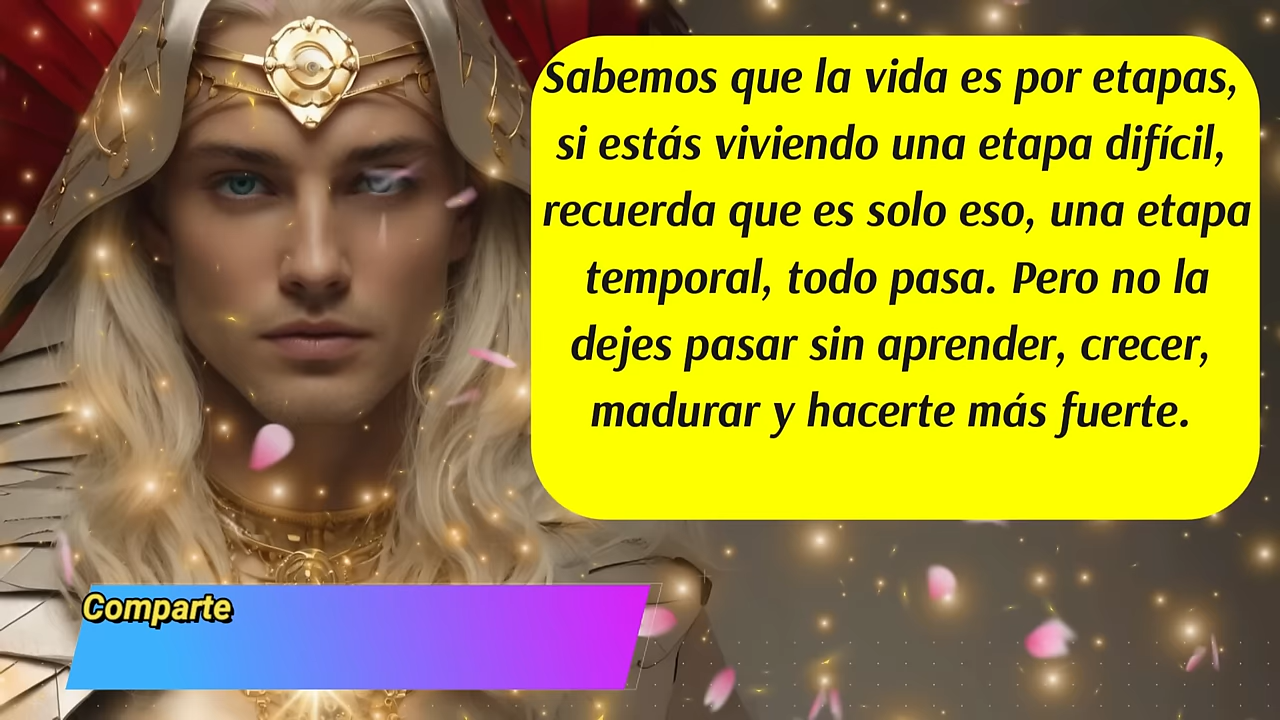 Sabemos que la vida es por etapas,
si estás viviendo una etapa difícil,
recuerda que es solo eso, una etapa
temporal, todo pasa. Pero no la
dejes pasar sin aprender, crecer,
madurar y hacerte más fuerte.
Comparte